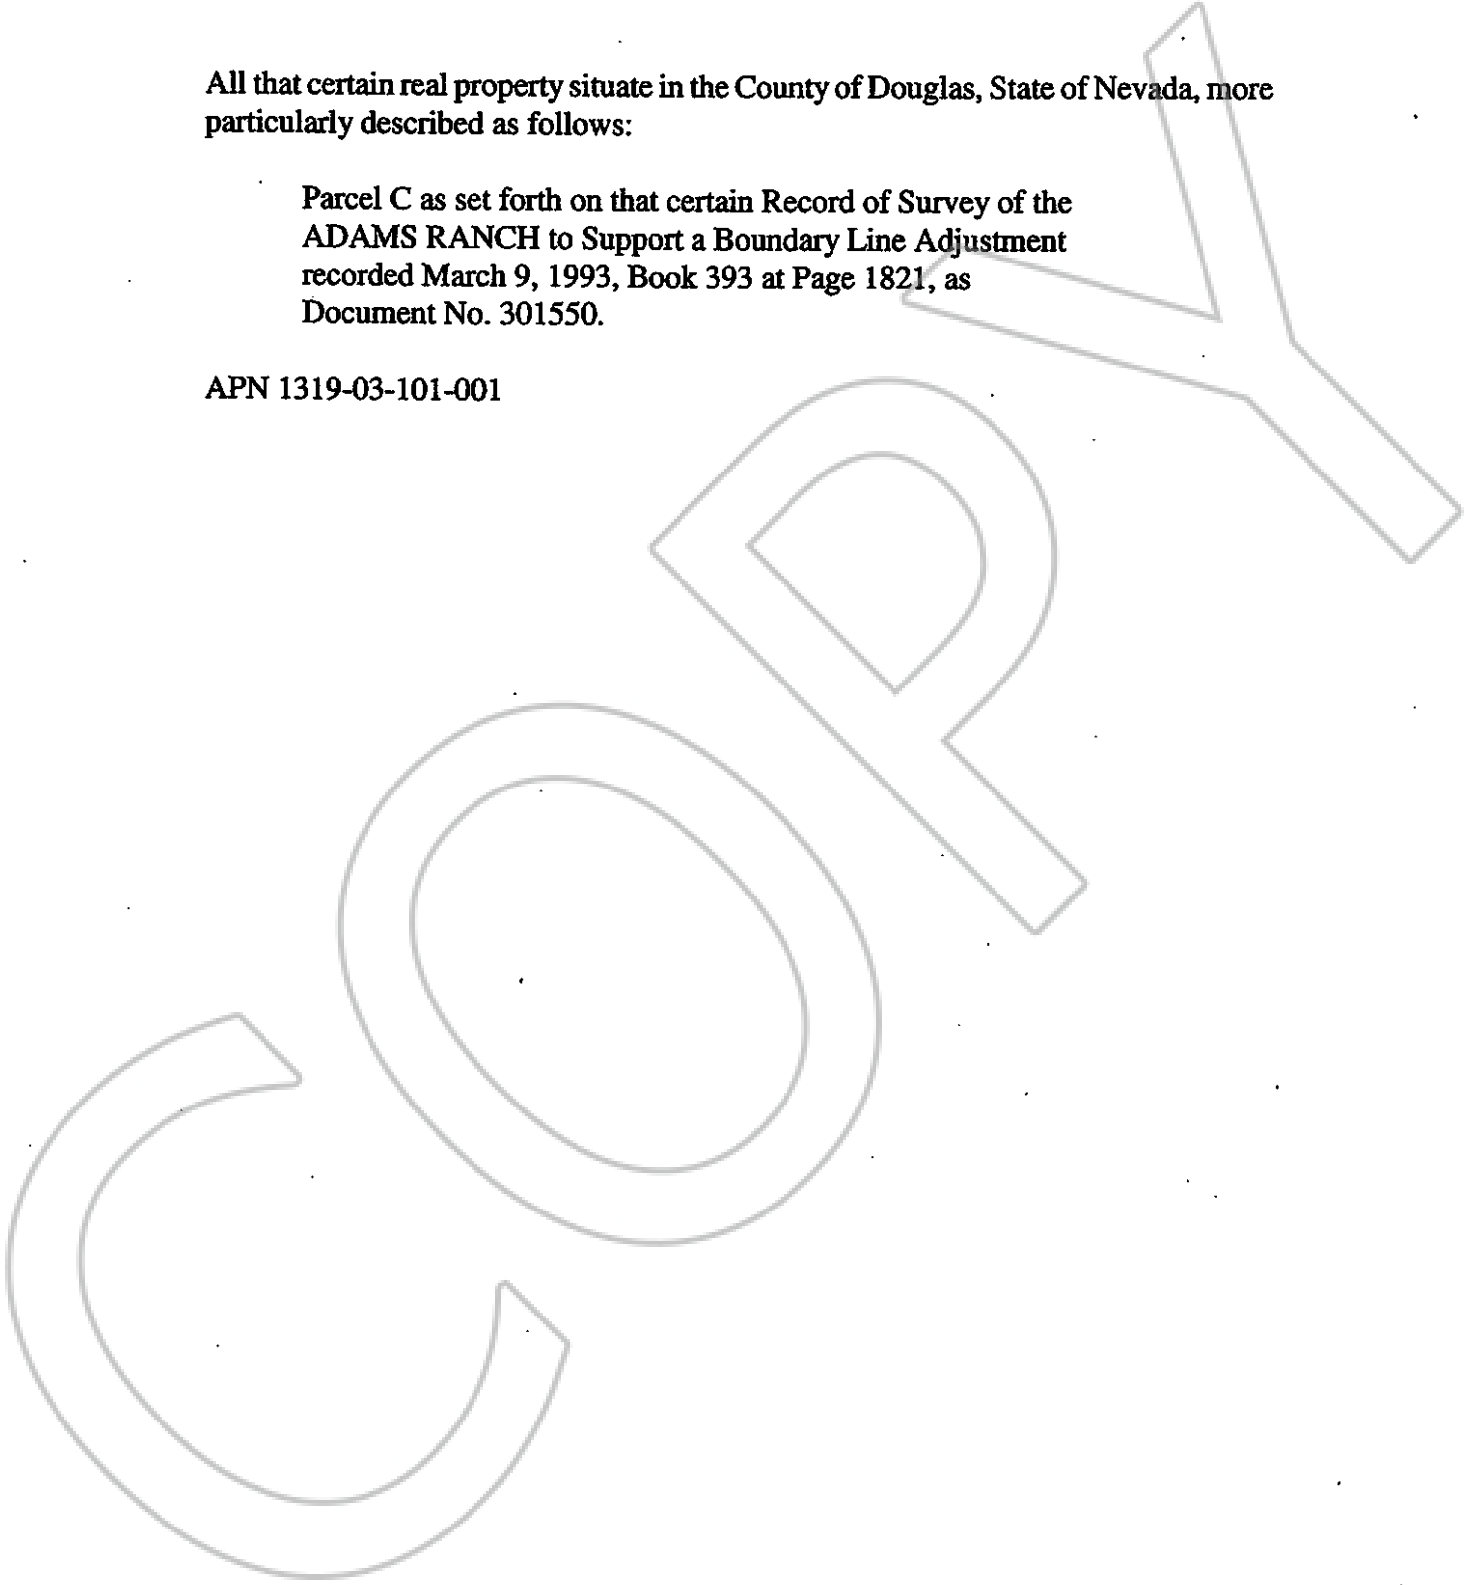 All that certain real property situate in the County of Douglas, State of Nevada, more
particularly described as follows:
Parcel C as set forth on that certain Record of Survey of the
ADAMS RANCH to Support a Boundary Line Adjustment
recorded March 9, 1993, Book 393 at Page 1821, as
Document No. 301550.
APN 1319-03-101-001
COPY